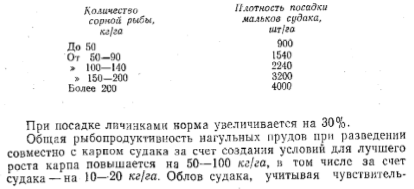 Количество сорной рыбы, кг/га
Плотность посадки мальков судака, шт/га
До 50 900
От 50—90 1540
» 100—140 2240
» 150—200 3200
Более 200 4000
При посадке личинками норма увеличивается на 30%.
Общая рыбопродуктивность нагульных прудов при разведении
совместно с карпом судака за счет создания условий для лучшего
роста карпа повышается на 50—100 кг/га, в том числе за счет
судака — на 10—20 кг/га. Облов судака, учитывая чувствитель-